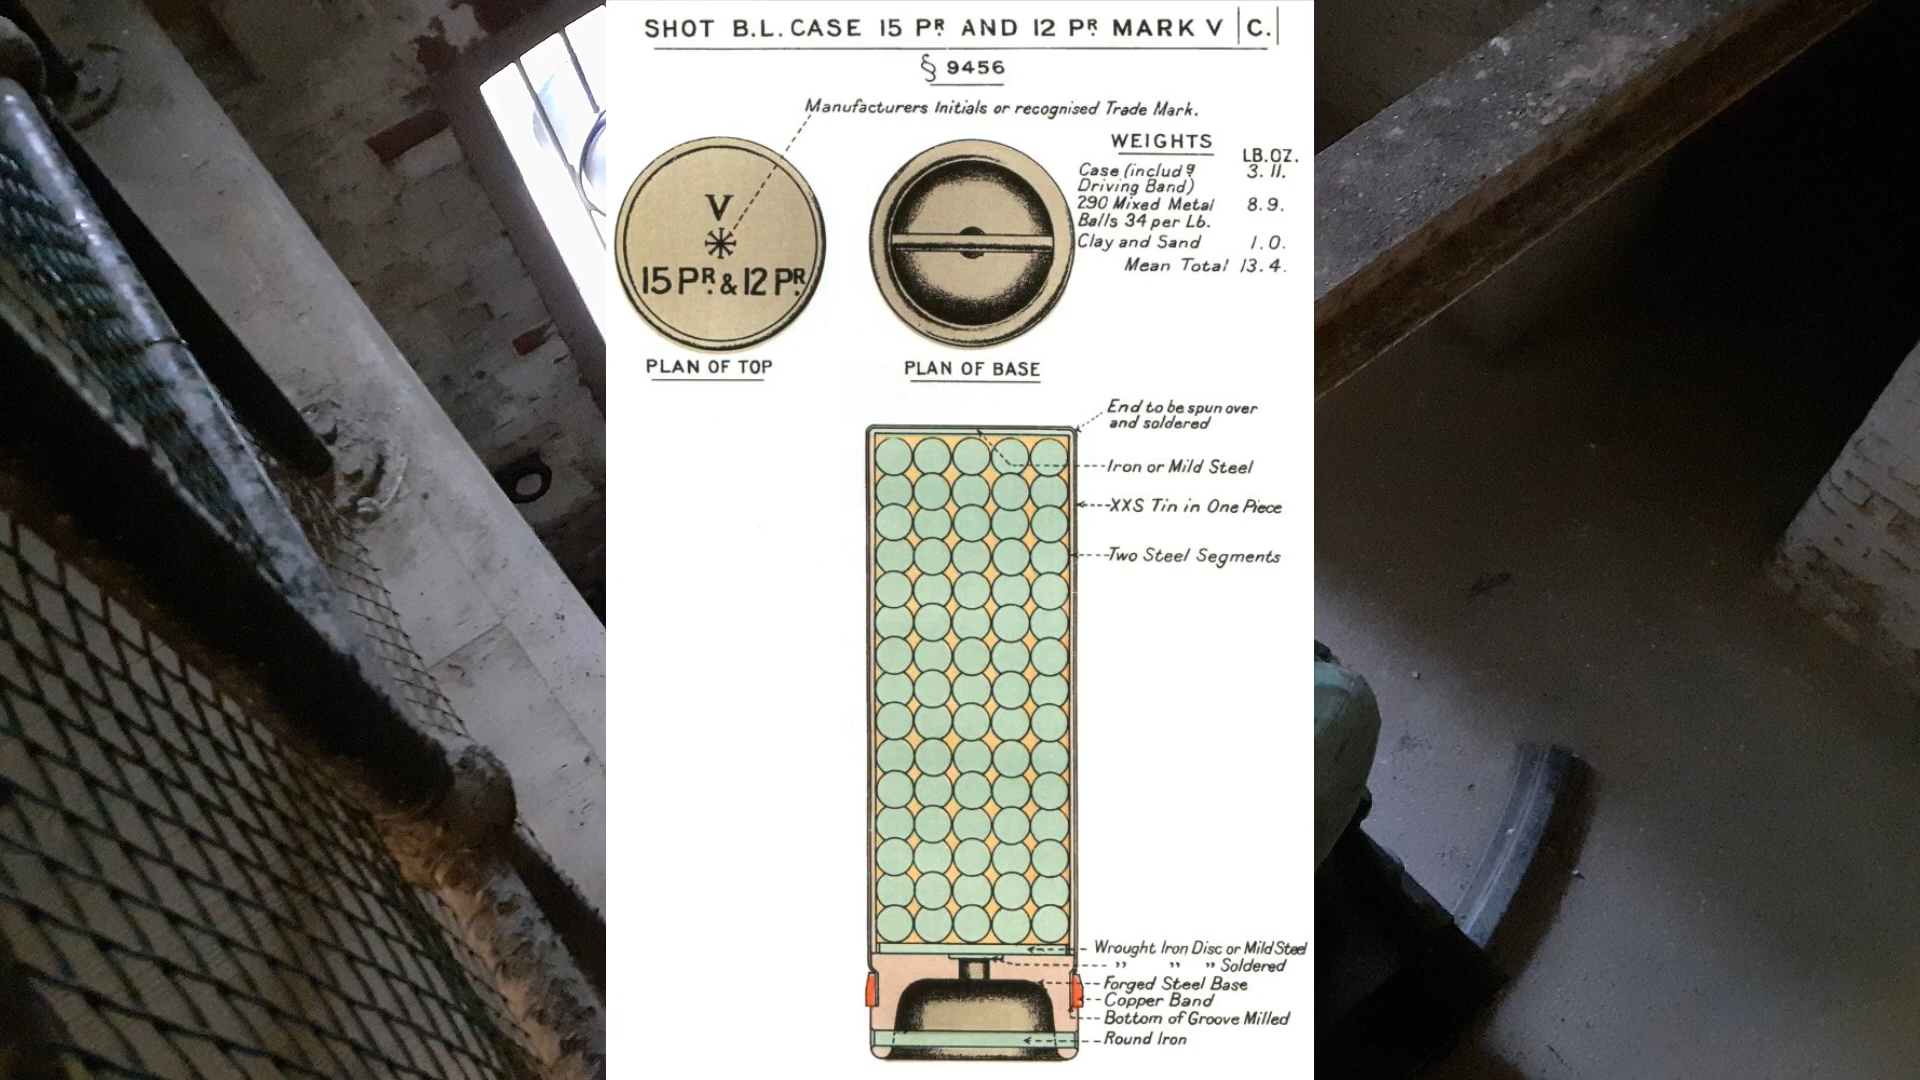 SHOT B.L. CASE 15 PR AND 12 PR MARK V |C.|
§ 9456
Manufacturers Initials or recognised Trade Mark.
V
15 PR. & 12 PR.
PLAN OF TOP
PLAN OF BASE
WEIGHTS
LB.OZ.
Case (includg 3.11.
Driving Band)
290 Mixed Metal 8.9.
Balls 34 per Lb.
Clay and Sand 1.0.
Mean Total 13.4.
End to be spun over
and soldered
Iron or Mild Steel
XXS Tin in One Piece
Two Steel Segments
Wrought Iron Disc or Mild Steel
" " " Soldered
Forged Steel Base
Copper Band
Bottom of Groove Milled
Round Iron